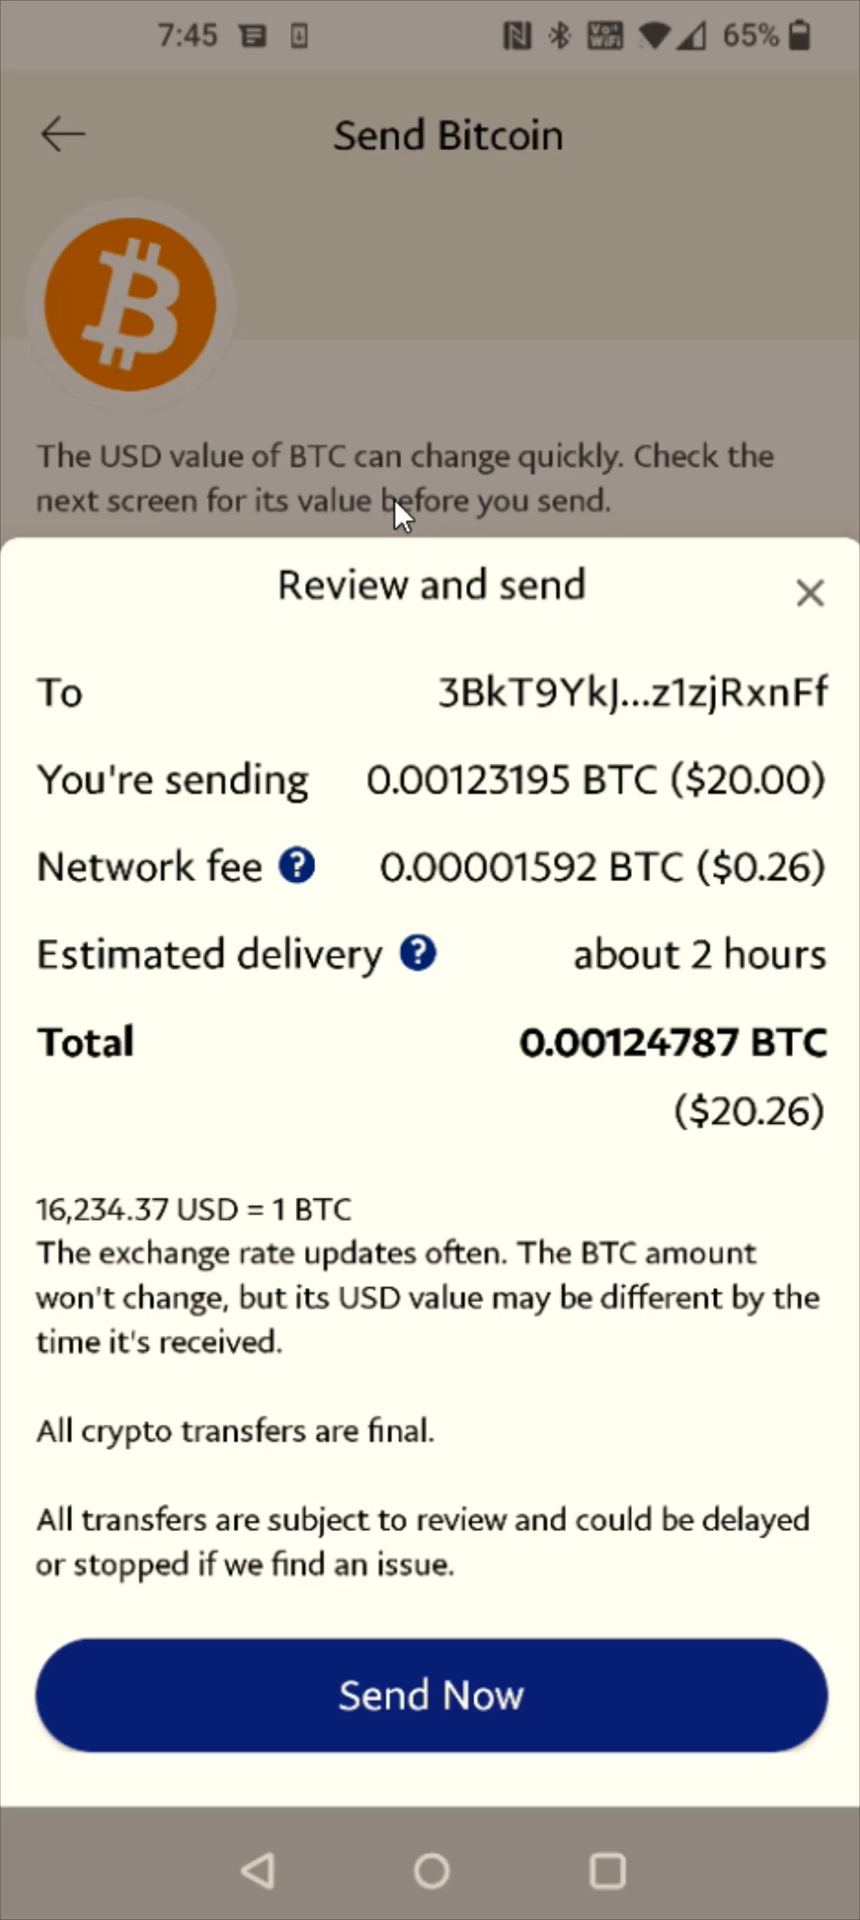 7:45 65%
Send Bitcoin
The USD value of BTC can change quickly. Check the
next screen for its value before you send.
Review and send
To 3BkT9YkJ...z1zjRxnFf
You're sending 0.00123195 BTC ($20.00)
Network fee ? 0.00001592 BTC ($0.26)
Estimated delivery ? about 2 hours
Total 0.00124787 BTC
($20.26)
16,234.37 USD = 1 BTC
The exchange rate updates often. The BTC amount
won't change, but its USD value may be different by the
time it's received.
All crypto transfers are final.
All transfers are subject to review and could be delayed
or stopped if we find an issue.
Send Now